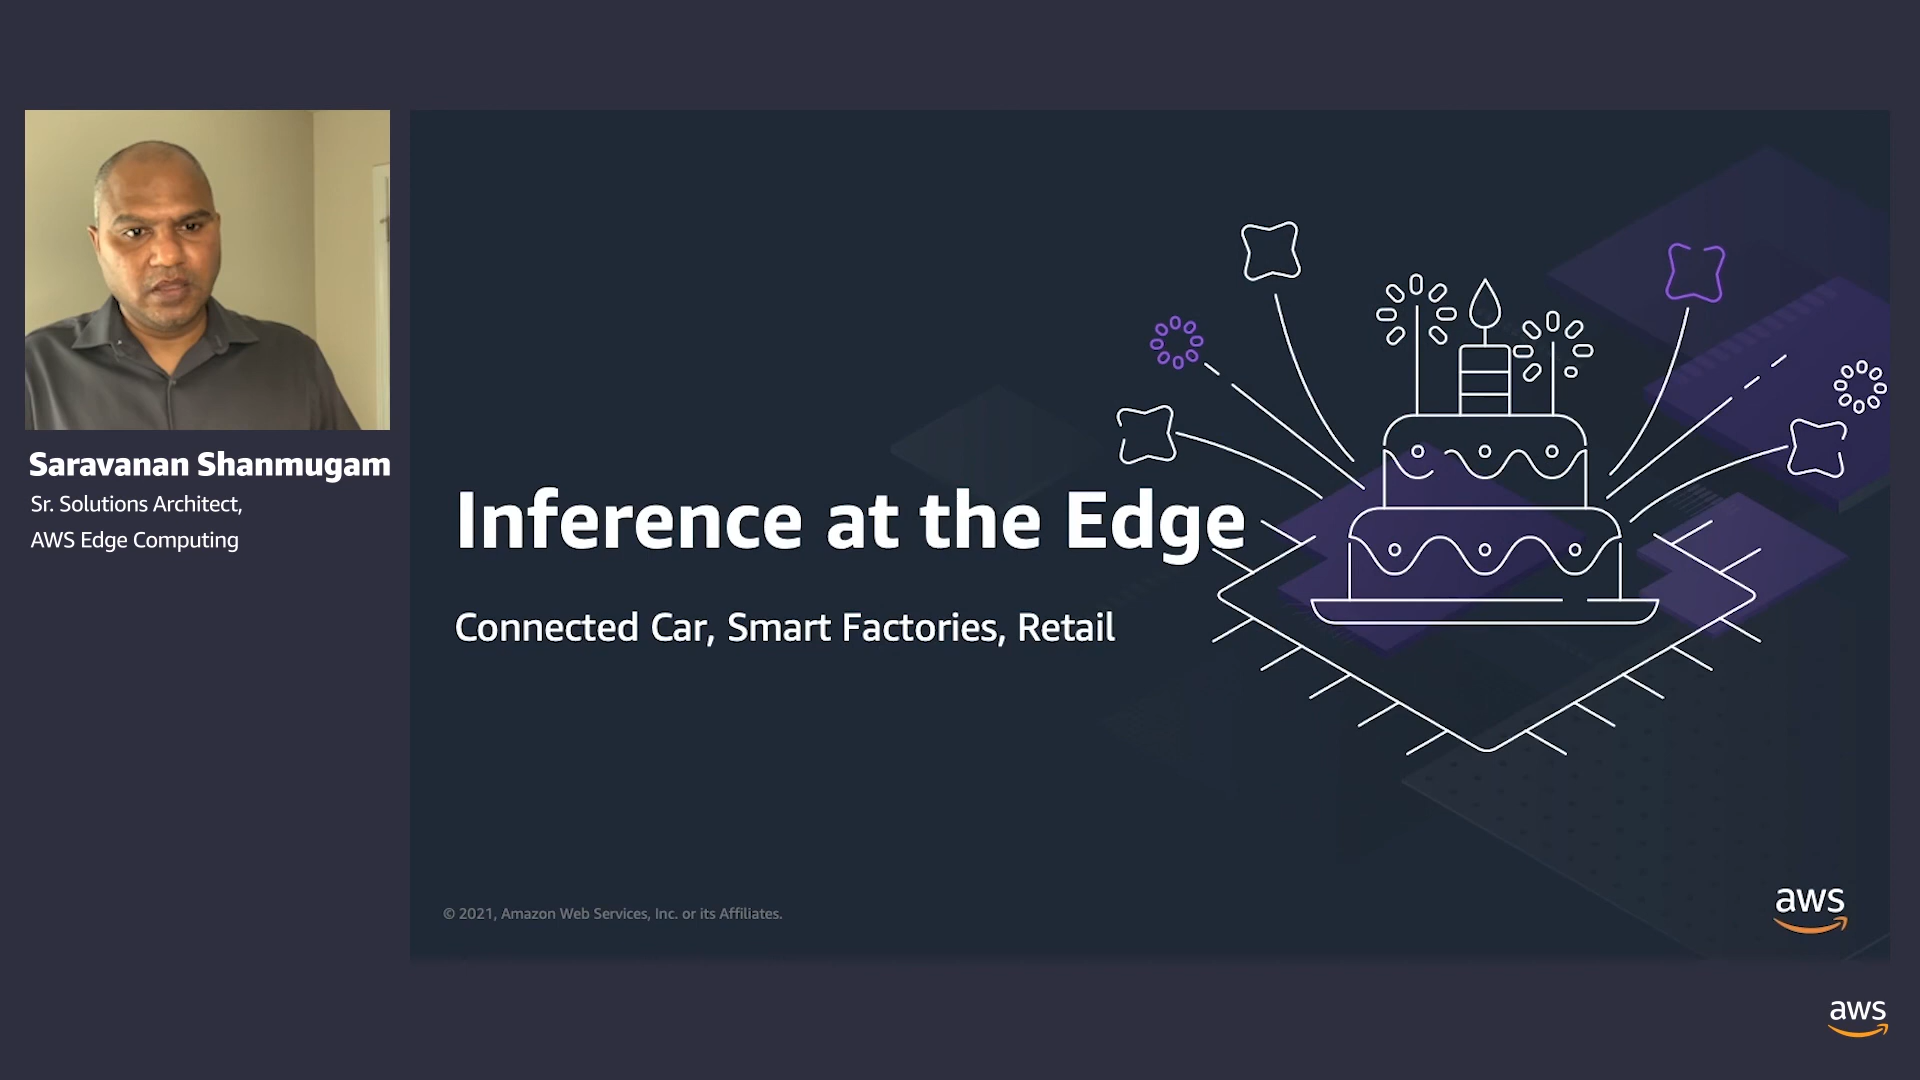 Saravanan Shanmugam
Sr. Solutions Architect,
AWS Edge Computing
Inference at the Edge
Connected Car, Smart Factories, Retail
© 2021, Amazon Web Services, Inc. or its Affiliates.
aws
aws